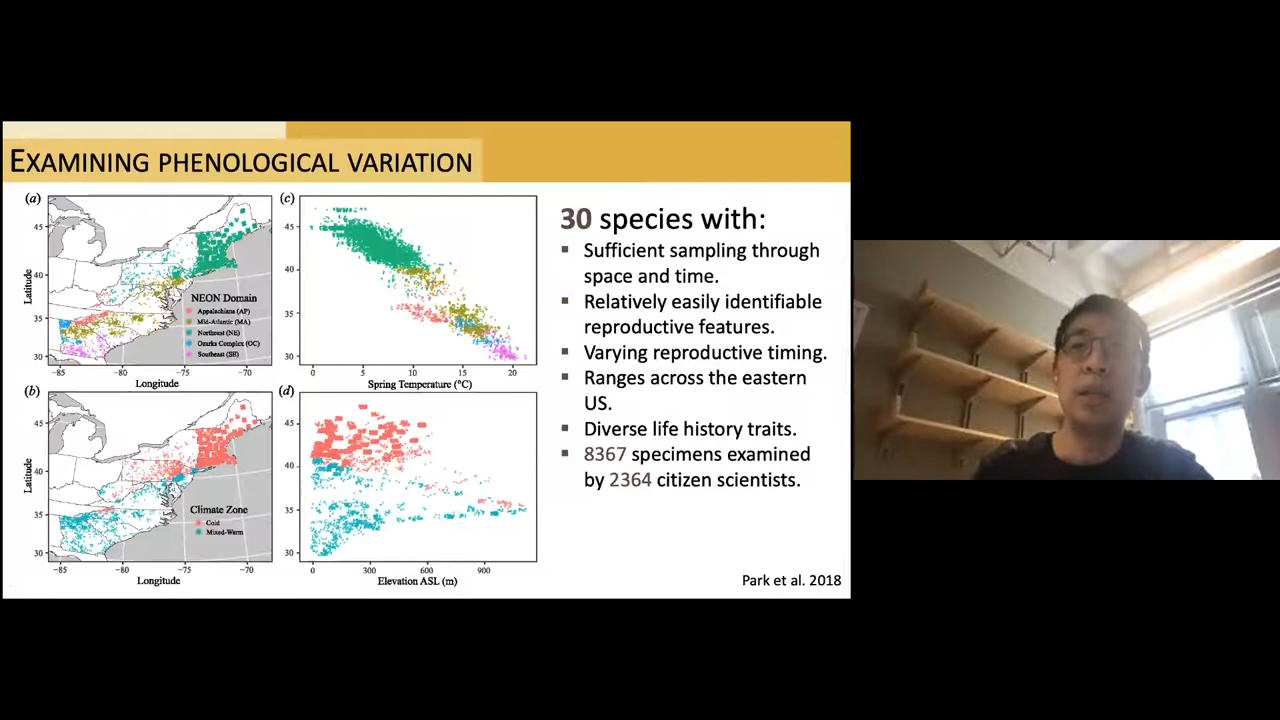 EXAMINING PHENOLOGICAL VARIATION
(a)
45
40
35
30
Latitude
NEON Domain
Appalachians (AP)
Mid-Atlantic (MA)
Northeast (NE)
Ozarks Complex (OC)
Southeast (SE)
−85
−80
−75
−70
Longitude
(c)
45
40
35
30
Latitude
0
5
10
15
20
Spring Temperature (°C)
(b)
45
40
35
30
Latitude
Climate Zone
Cold
Mixed-Warm
−85
−80
−75
−70
Longitude
(d)
45
40
35
30
0
300
600
900
Elevation ASL (m)
30 species with:
▪ Sufficient sampling through
space and time.
▪ Relatively easily identifiable
reproductive features.
▪ Varying reproductive timing.
▪ Ranges across the eastern
US.
▪ Diverse life history traits.
▪ 8367 specimens examined
by 2364 citizen scientists.
Park et al. 2018